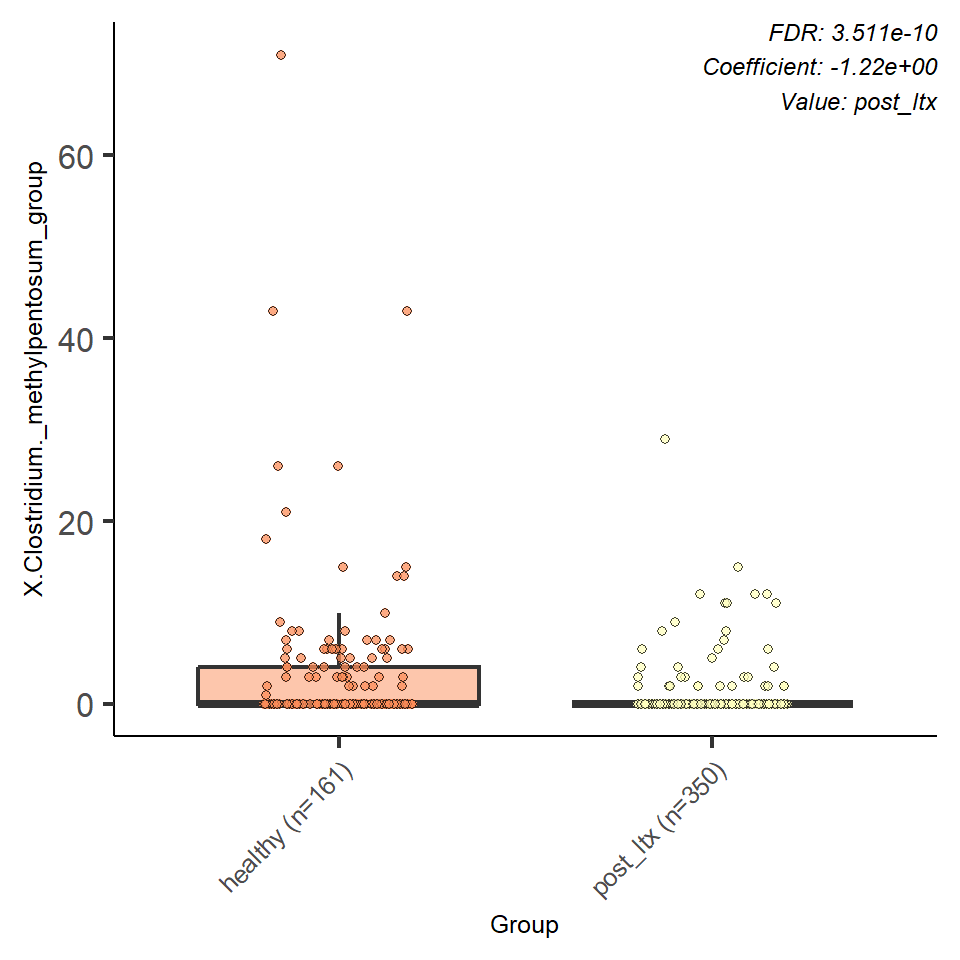 FDR: 3.511e-10
Coefficient: -1.22e+00
Value: post_ltx
X.Clostridium._methylpentosum_group
60
40
20
0
healthy (n=161)
post_ltx (n=350)
Group